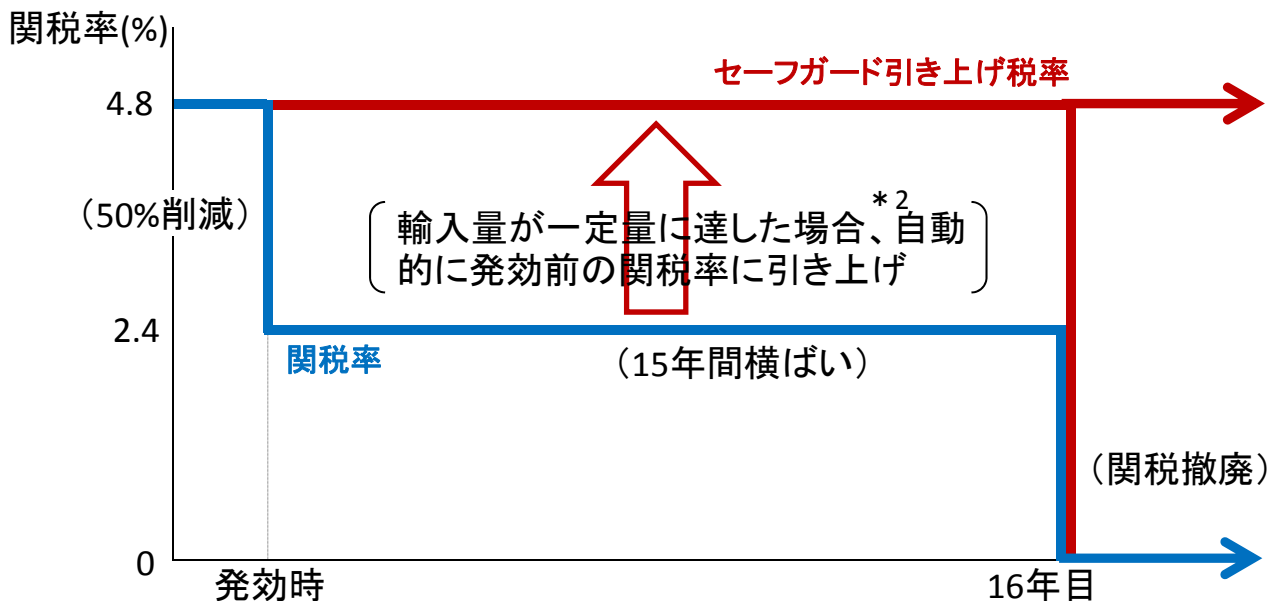 関税率(%)
セーフガード引き上げ税率
4.8
(50%削減)
輸入量が一定量に達した場合、自動
*2
的に発効前の関税率に引き上げ
2.4
関税率
(15年間横ばい)
(関税撤廃)
0
発効時
16年目